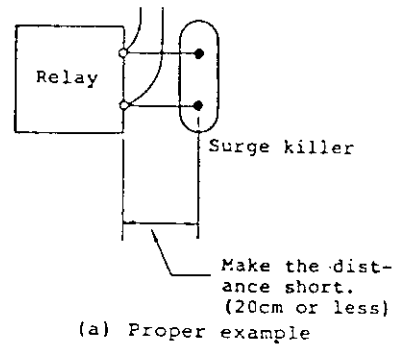 Relay
Surge killer
Make the dist-
ance short.
(20cm or less)
(a) Proper example